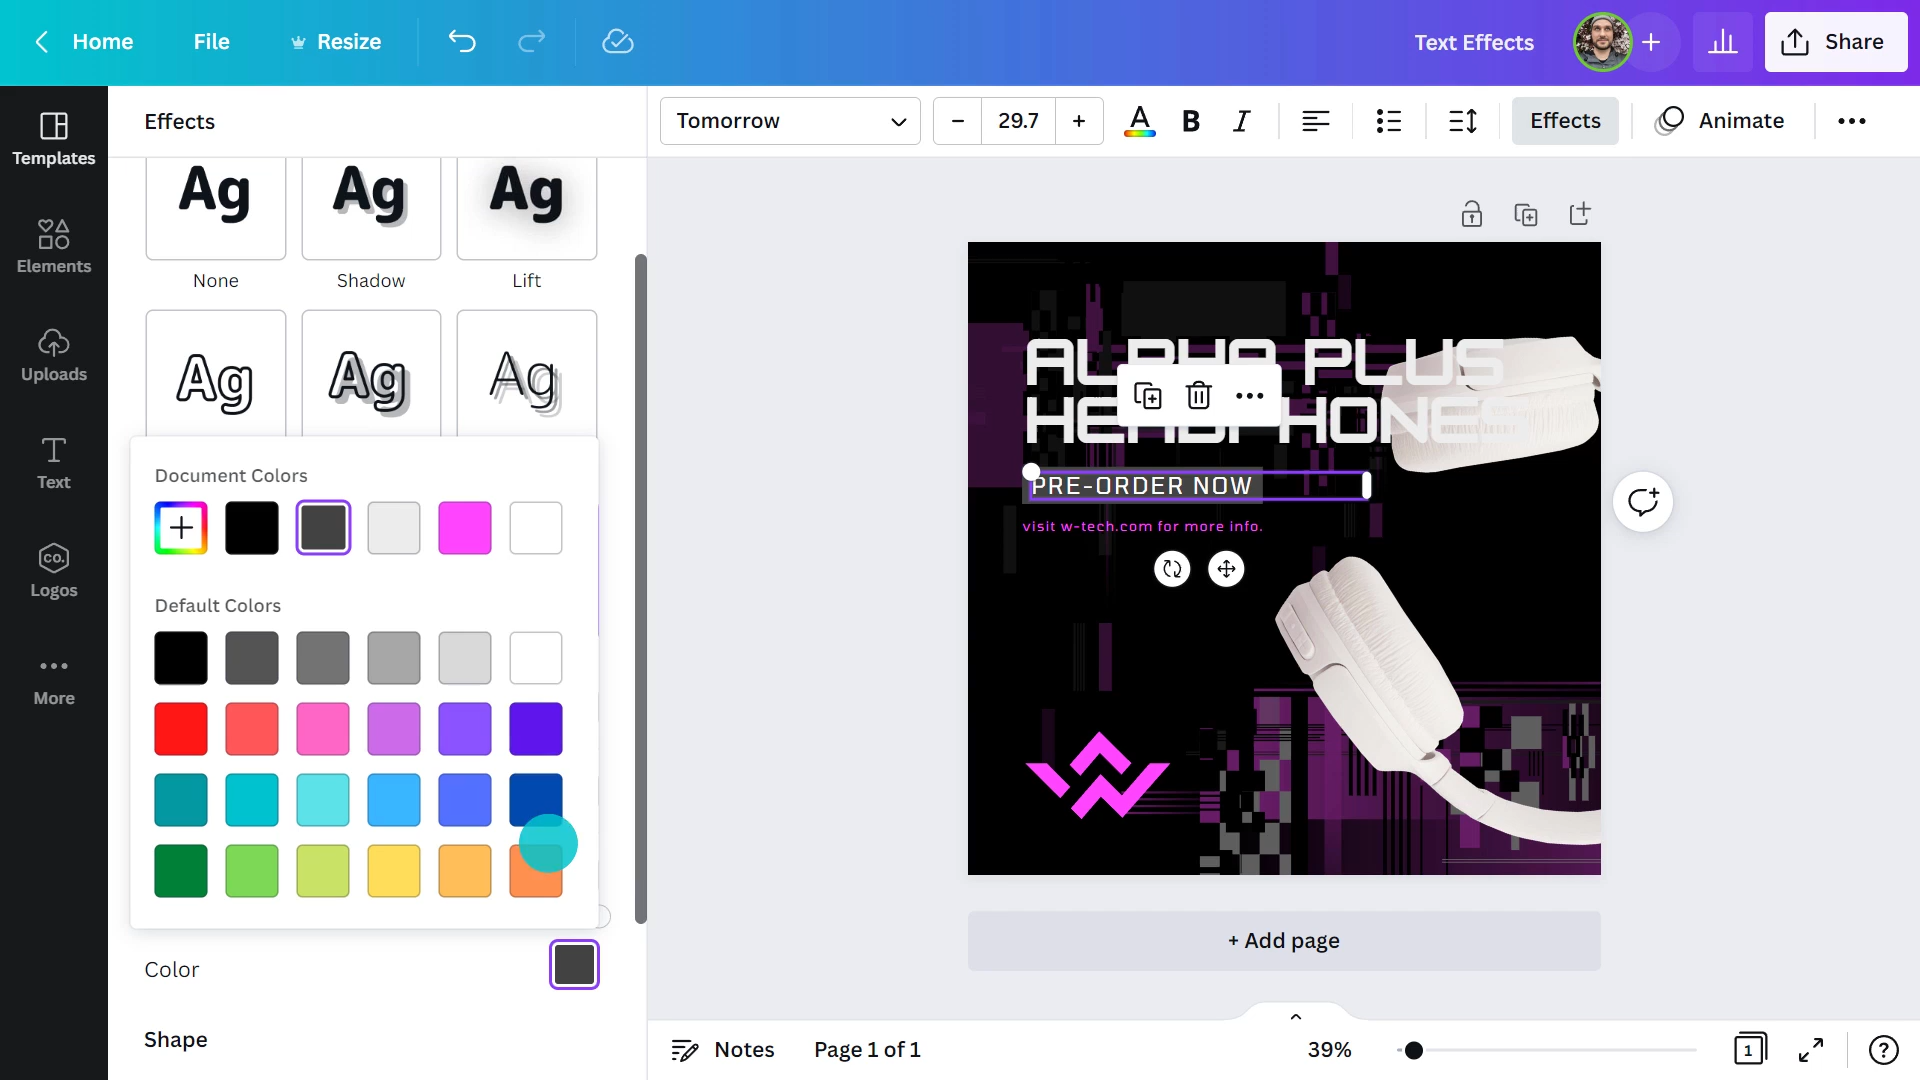 Home
File
Resize
Text Effects
Share
Templates
Elements
Uploads
Text
CO.
Logos
More
Effects
Ag
Ag
Ag
None
Shadow
Lift
Ag
Ag
Ag
Document Colors
Default Colors
Color
Shape
Tomorrow
29.7
A
B
I
Effects
Animate
PLUS
PRE-ORDER NOW
visit w-tech.com for more info.
+ Add page
Notes
Page 1 of 1
39%
1
?